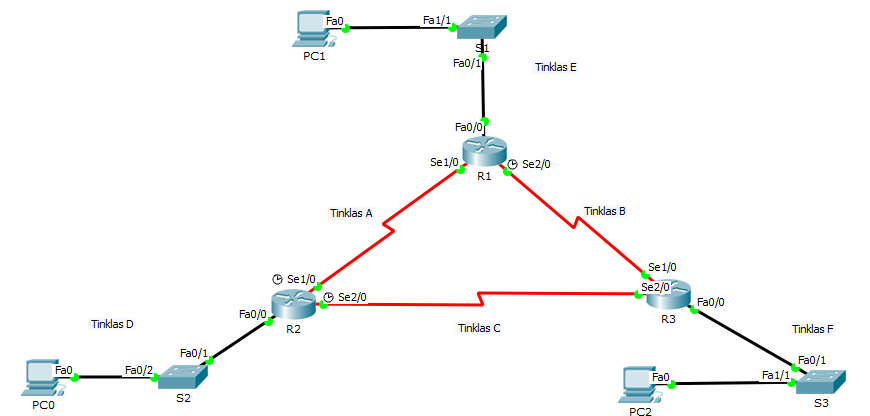 Fa0
Fa1/1
PC1
S1
Fa0/1
Tinklas E
Fa0/0
Se1/0
Se2/0
R1
Tinklas A
Tinklas B
Se1/0
Se1/0
Se2/0
Se2/0
Fa0/0
R2
Fa0/0
R3
Tinklas D
Tinklas C
Tinklas F
Fa0/1
Fa0/1
Fa0
Fa0/2
Fa0
Fa1/1
PC0
S2
PC2
S3